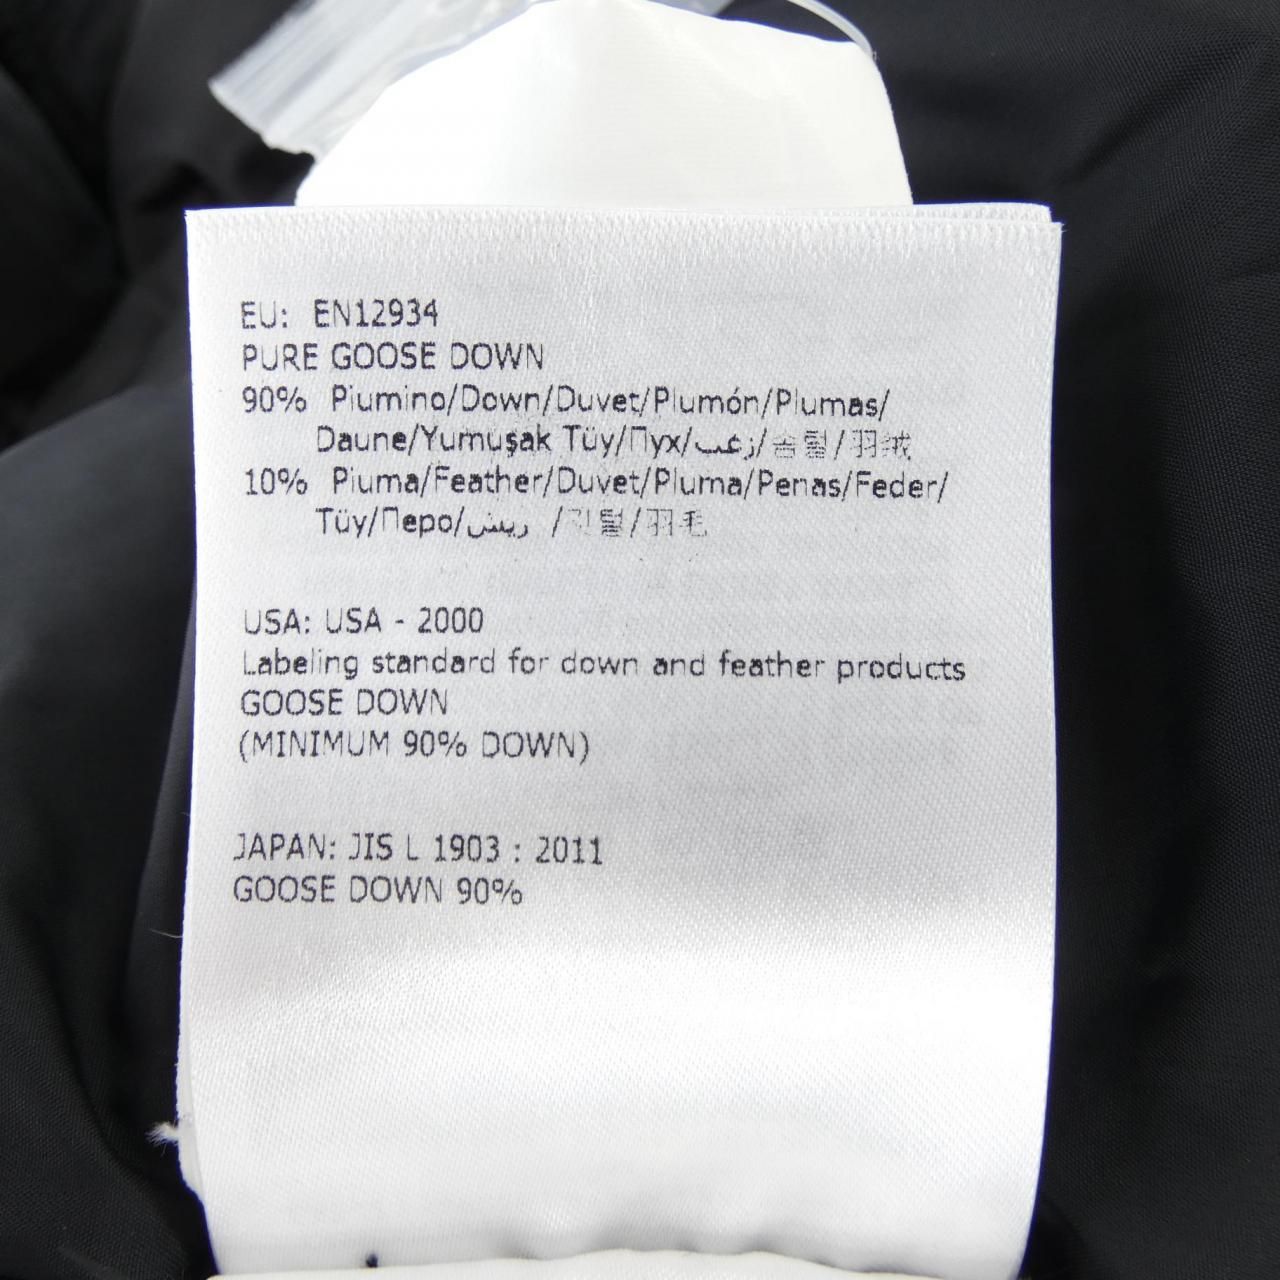 EU: EN12934
PURE GOOSE DOWN
90% Piumino/Down/Duvet/Plumón/Plumas/
Daune/Yumuşak Tüy/Пух/زغب/솜털/羽绒
10% Piuma/Feather/Duvet/Pluma/Penas/Feder/
Tüy/Перо/ريش /깃털/羽毛
USA: USA - 2000
Labeling standard for down and feather products
GOOSE DOWN
(MINIMUM 90% DOWN)
JAPAN: JIS L 1903 : 2011
GOOSE DOWN 90%